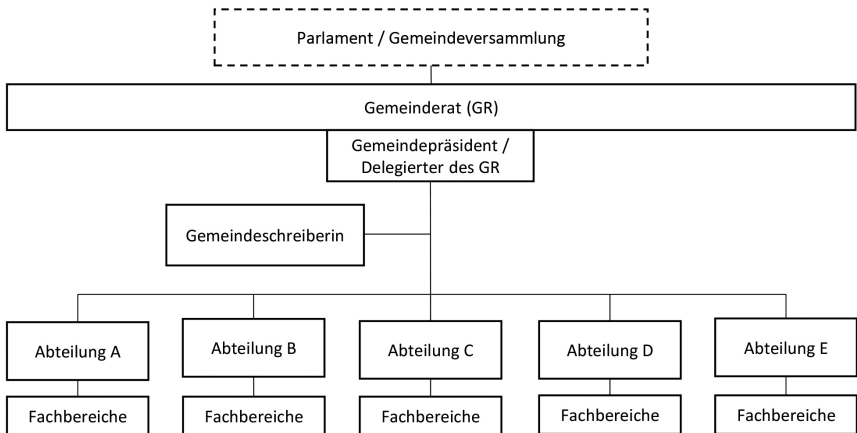 Parlament / Gemeindeversammlung
Gemeinderat (GR)
Gemeindepräsident /
Delegierter des GR
Gemeindeschreiberin
Abteilung A
Abteilung B
Abteilung C
Abteilung D
Abteilung E
Fachbereiche
Fachbereiche
Fachbereiche
Fachbereiche
Fachbereiche